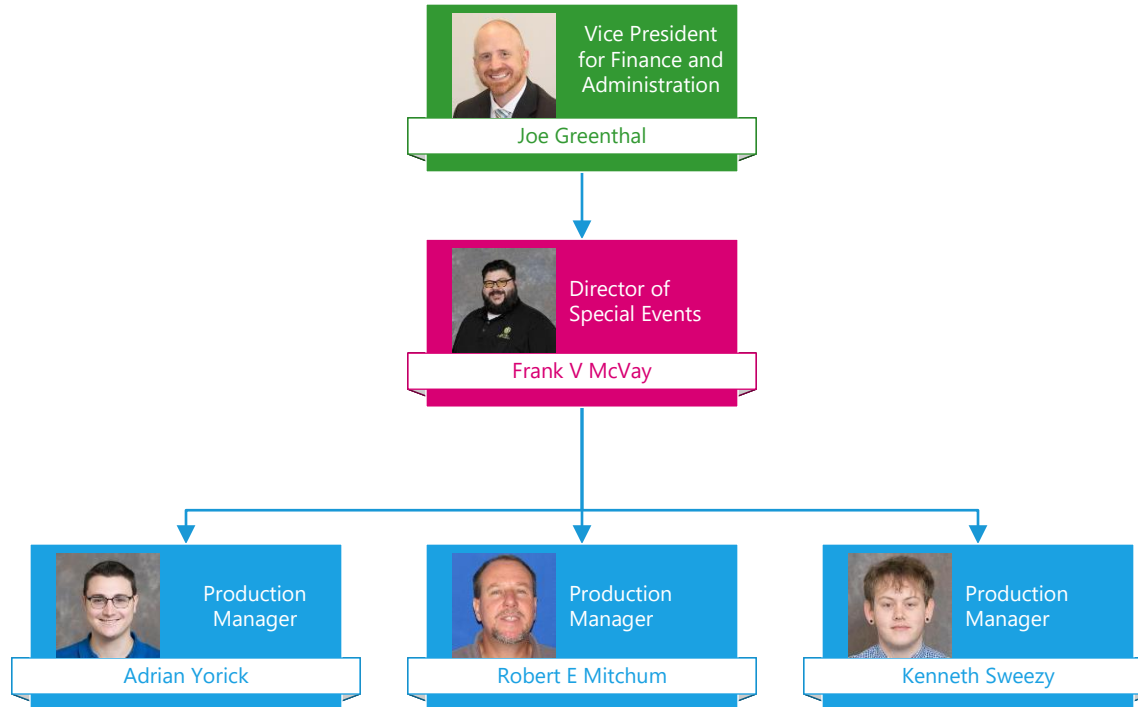 Vice President
for Finance and
Administration
Joe Greenthal
Director of
Special Events
Frank V McVay
Production
Manager
Adrian Yorick
Production
Manager
Robert E Mitchum
Production
Manager
Kenneth Sweezy